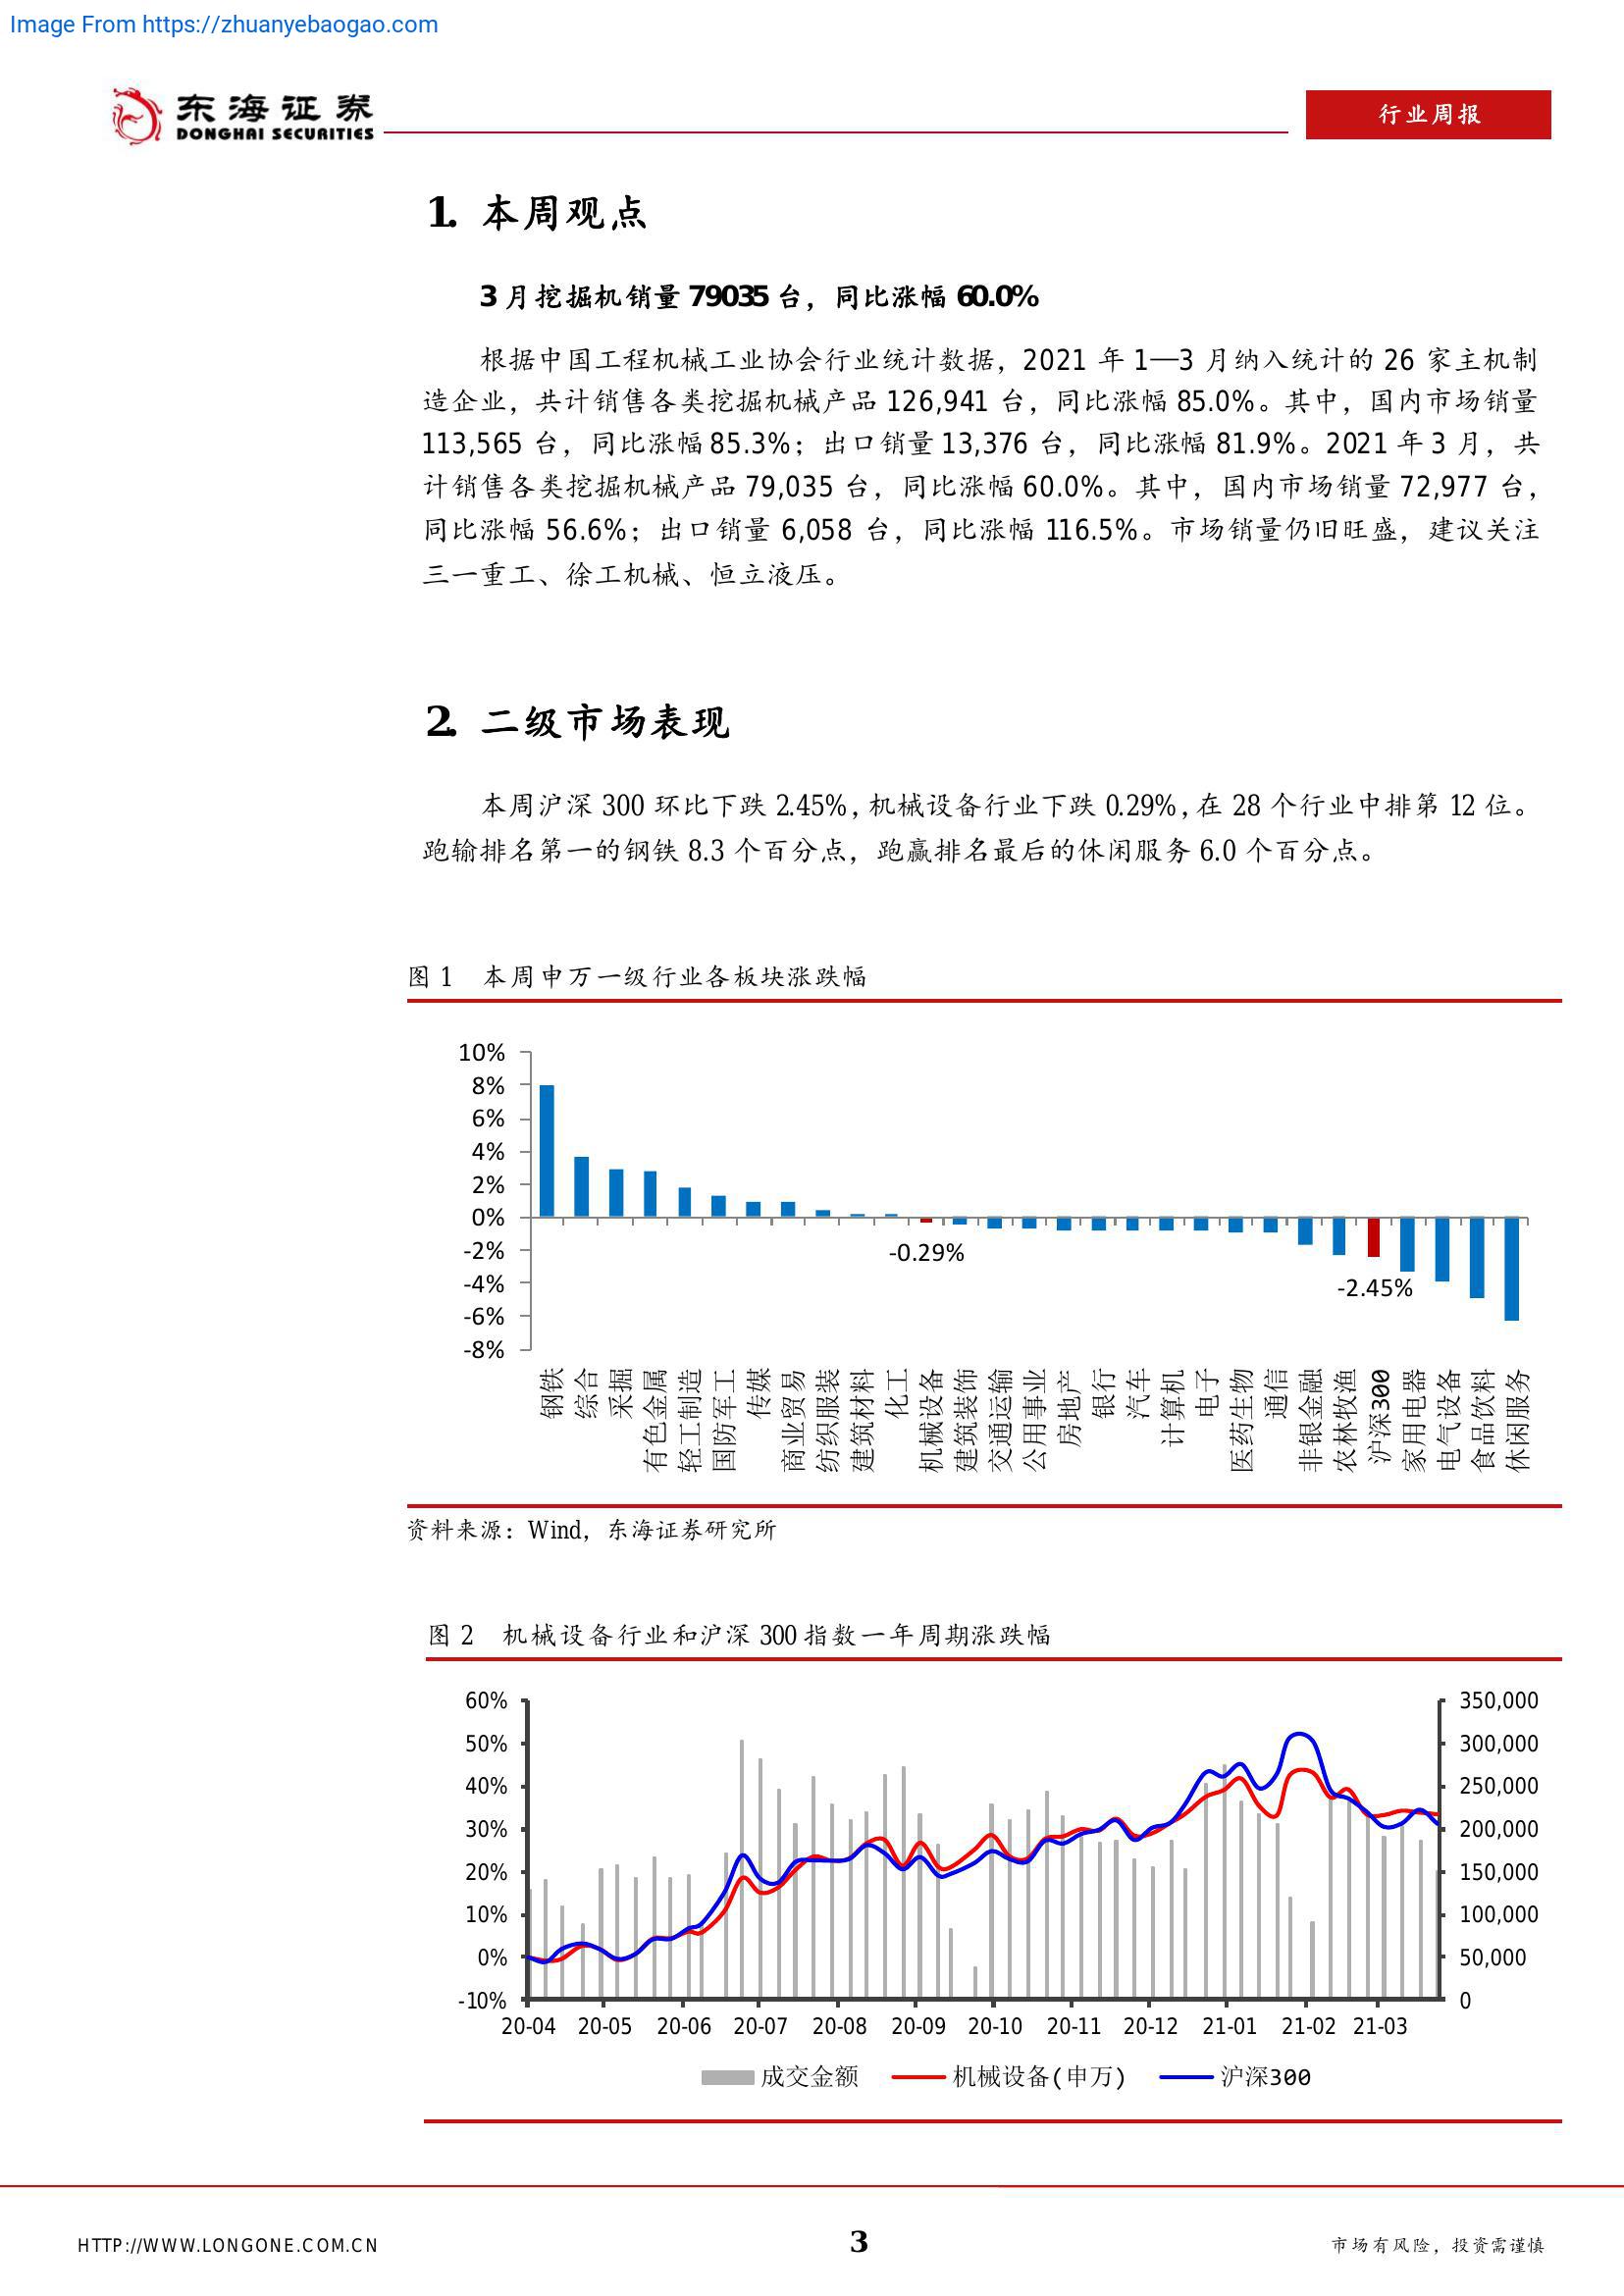 Image From https://zhuanyebaogao.com
东海证券
DONGHAI SECURITIES
行业周报
1. 本周观点
3 月挖掘机销量 79035 台，同比涨幅 60.0%
根据中国工程机械工业协会行业统计数据，2021 年 1—3 月纳入统计的 26 家主机制
造企业，共计销售各类挖掘机械产品 126,941 台，同比涨幅 85.0%。其中，国内市场销量
113,565 台，同比涨幅 85.3%；出口销量 13,376 台，同比涨幅 81.9%。2021 年 3 月，共
计销售各类挖掘机械产品 79,035 台，同比涨幅 60.0%。其中，国内市场销量 72,977 台，
同比涨幅 56.6%；出口销量 6,058 台，同比涨幅 116.5%。市场销量仍旧旺盛，建议关注
三一重工、徐工机械、恒立液压。
2. 二级市场表现
本周沪深 300 环比下跌 2.45%，机械设备行业下跌 0.29%，在 28 个行业中排第 12 位。
跑输排名第一的钢铁 8.3 个百分点，跑赢排名最后的休闲服务 6.0 个百分点。
图 1 本周申万一级行业各板块涨跌幅
10%
8%
6%
4%
2%
0%
-2%
-4%
-6%
-8%
-0.29%
-2.45%
钢铁
综合
采掘
有色金属
轻工制造
国防军工
传媒
商业贸易
纺织服装
建筑材料
化工
机械设备
建筑装饰
交通运输
公用事业
房地产
银行
汽车
计算机
电子
医药生物
通信
非银金融
农林牧渔
沪深300
家用电器
电气设备
食品饮料
休闲服务
资料来源：Wind，东海证券研究所
图 2 机械设备行业和沪深 300 指数一年周期涨跌幅
60%
50%
40%
30%
20%
10%
0%
-10%
350,000
300,000
250,000
200,000
150,000
100,000
50,000
0
20-04 20-05 20-06 20-07 20-08 20-09 20-10 20-11 20-12 21-01 21-02 21-03
成交金额 机械设备(申万) 沪深300
HTTP://WWW.LONGONE.COM.CN
3
市场有风险，投资需谨慎